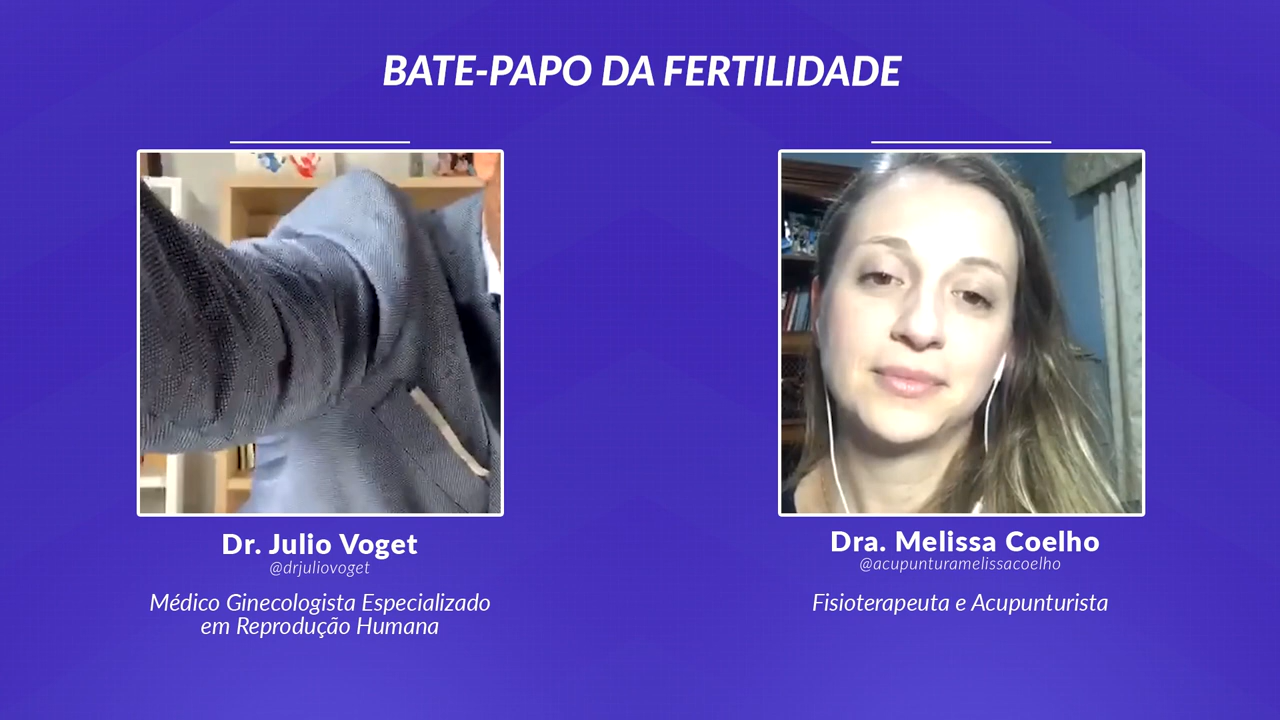 BATE-PAPO DA FERTILIDADE
Dr. Julio Voget
@drjuliovoget
Médico Ginecologista Especializado
em Reprodução Humana
Dra. Melissa Coelho
@acupunturamelissacoelho
Fisioterapeuta e Acupunturista